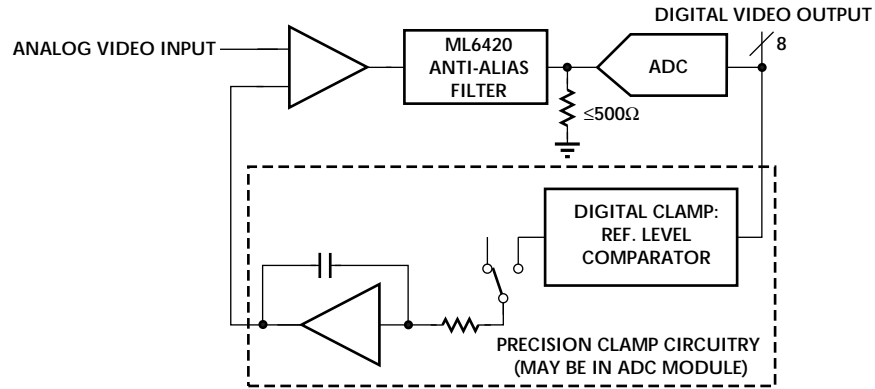 DIGITAL VIDEO OUTPUT
8
ANALOG VIDEO INPUT
ML6420
ANTI-ALIAS
FILTER
ADC
≤500Ω
DIGITAL CLAMP:
REF. LEVEL
COMPARATOR
PRECISION CLAMP CIRCUITRY
(MAY BE IN ADC MODULE)